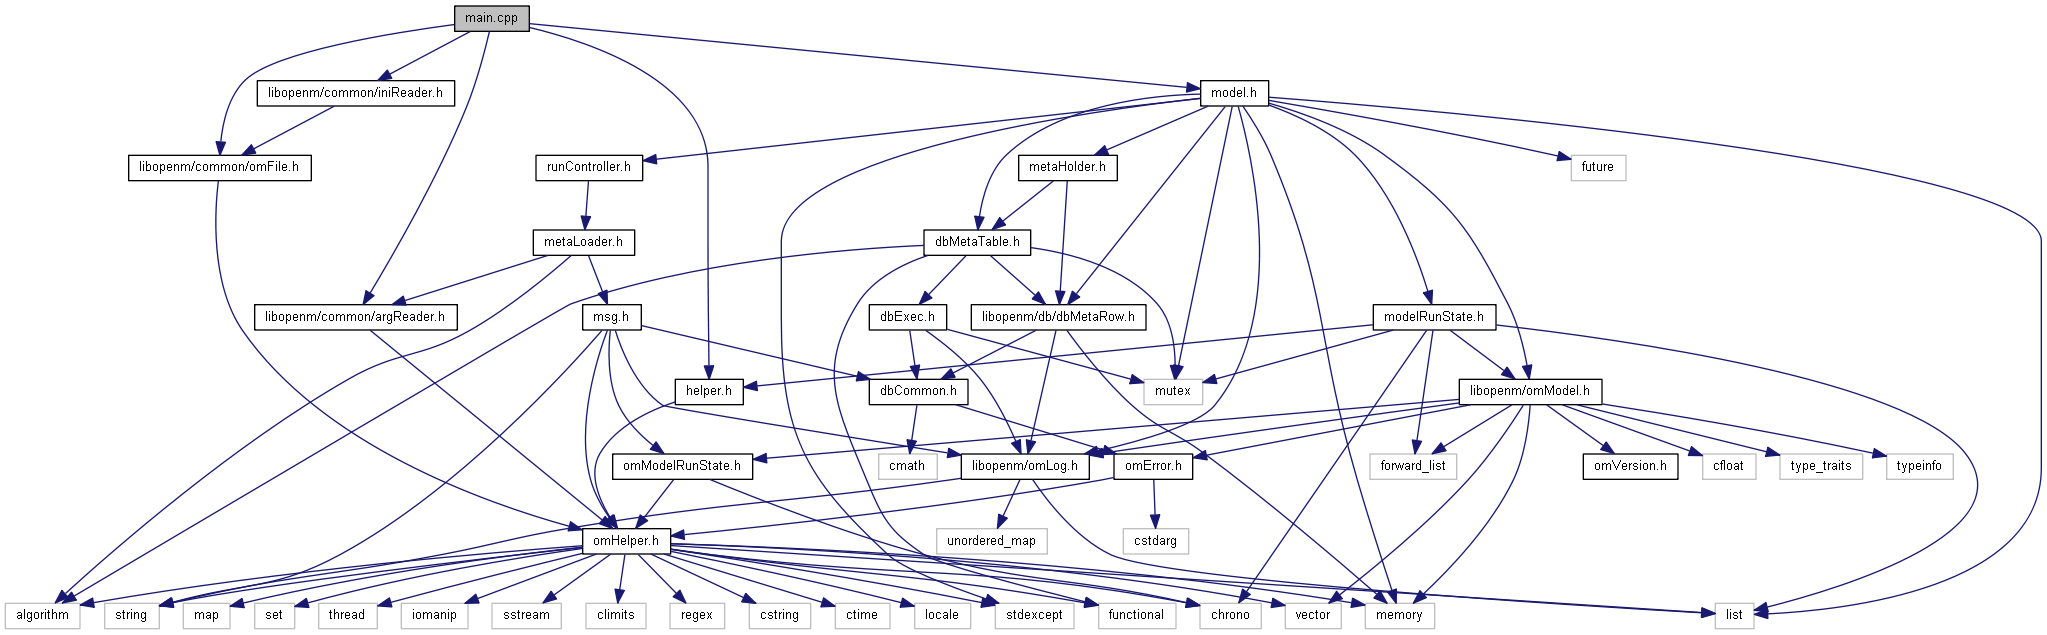 main.cpp
libopenm/common/iniReader.h
model.h
libopenm/common/omFile.h
runController.h
metaHolder.h
future
metaLoader.h
dbMetaTable.h
libopenm/common/argReader.h
msg.h
dbExec.h
libopenm/db/dbMetaRow.h
modelRunState.h
helper.h
dbCommon.h
mutex
libopenm/omModel.h
omModelRunState.h
cmath
libopenm/omLog.h
omError.h
forward_list
omVersion.h
cfloat
type_traits
typeinfo
omHelper.h
unordered_map
cstdarg
algorithm
string
map
set
thread
iomanip
sstream
climits
regex
cstring
ctime
locale
stdexcept
functional
chrono
vector
memory
list